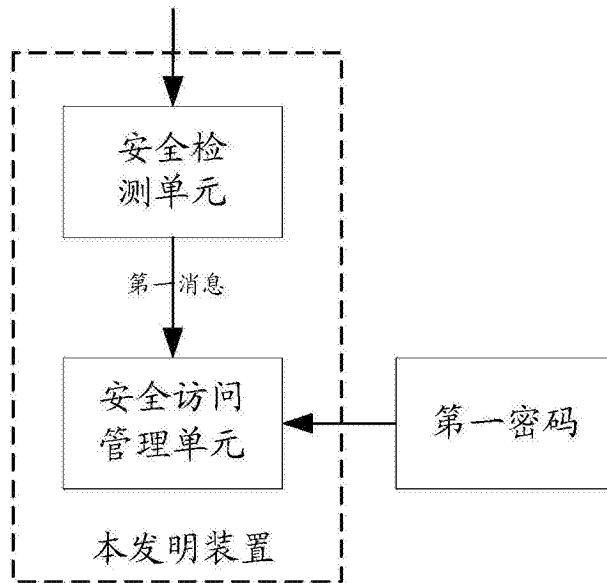 安全检
测单元
第一消息
安全访问
管理单元
第一密码
本发明装置